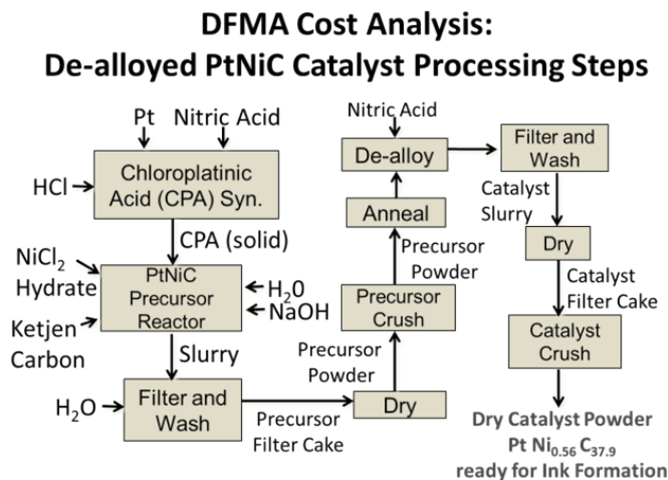 DFMA Cost Analysis:
De-alloyed PtNiC Catalyst Processing Steps
Pt
Nitric Acid
HCl
Chloroplatinic
Acid (CPA) Syn.
CPA (solid)
NiCl₂
Hydrate
Ketjen
Carbon
PtNiC
Precursor
Reactor
H₂0
NaOH
Slurry
H₂O
Filter and
Wash
Precursor
Filter Cake
Dry
Precursor
Powder
Precursor
Crush
Precursor
Powder
Anneal
Nitric Acid
De-alloy
Filter and
Wash
Catalyst
Slurry
Dry
Catalyst
Filter Cake
Catalyst
Crush
Dry Catalyst Powder
Pt Ni₀.₅₆ C₃₇.₉
ready for Ink Formation